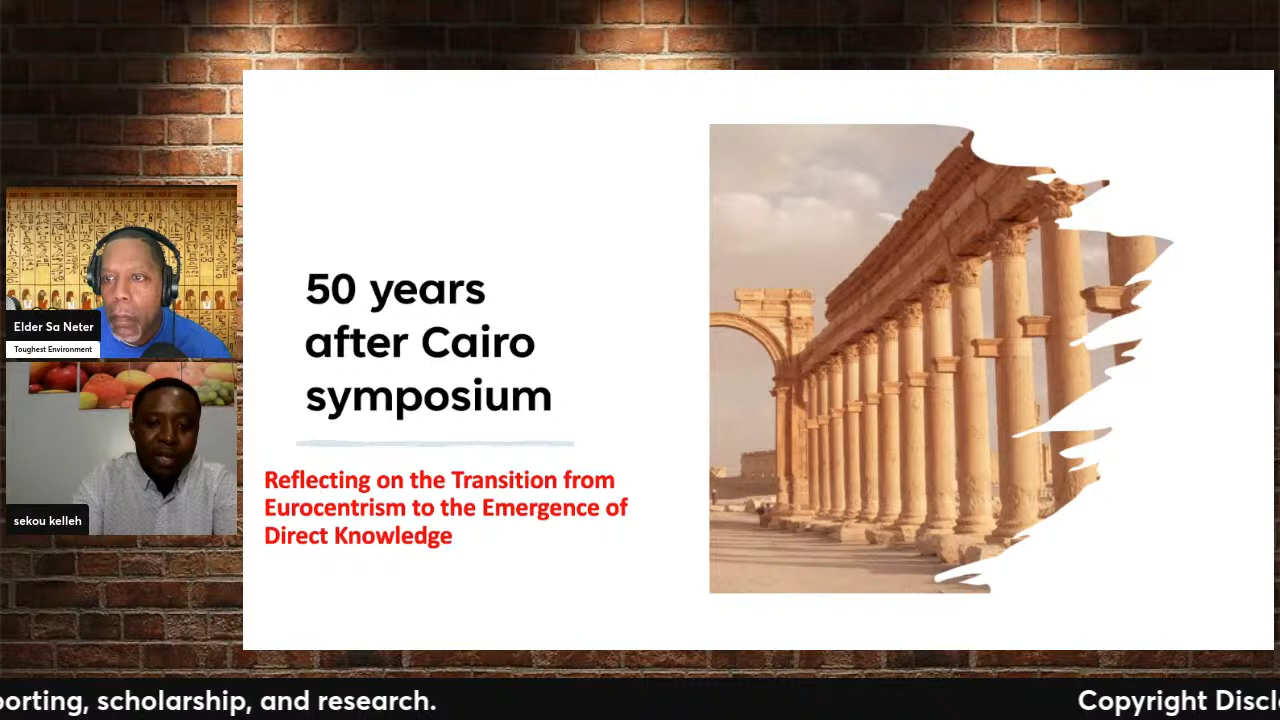 50 years
after Cairo
symposium
Reflecting on the Transition from
Eurocentrism to the Emergence of
Direct Knowledge
Elder Sa Neter
Toughest Environment
sekou kelleh
porting, scholarship, and research.
Copyright Discl